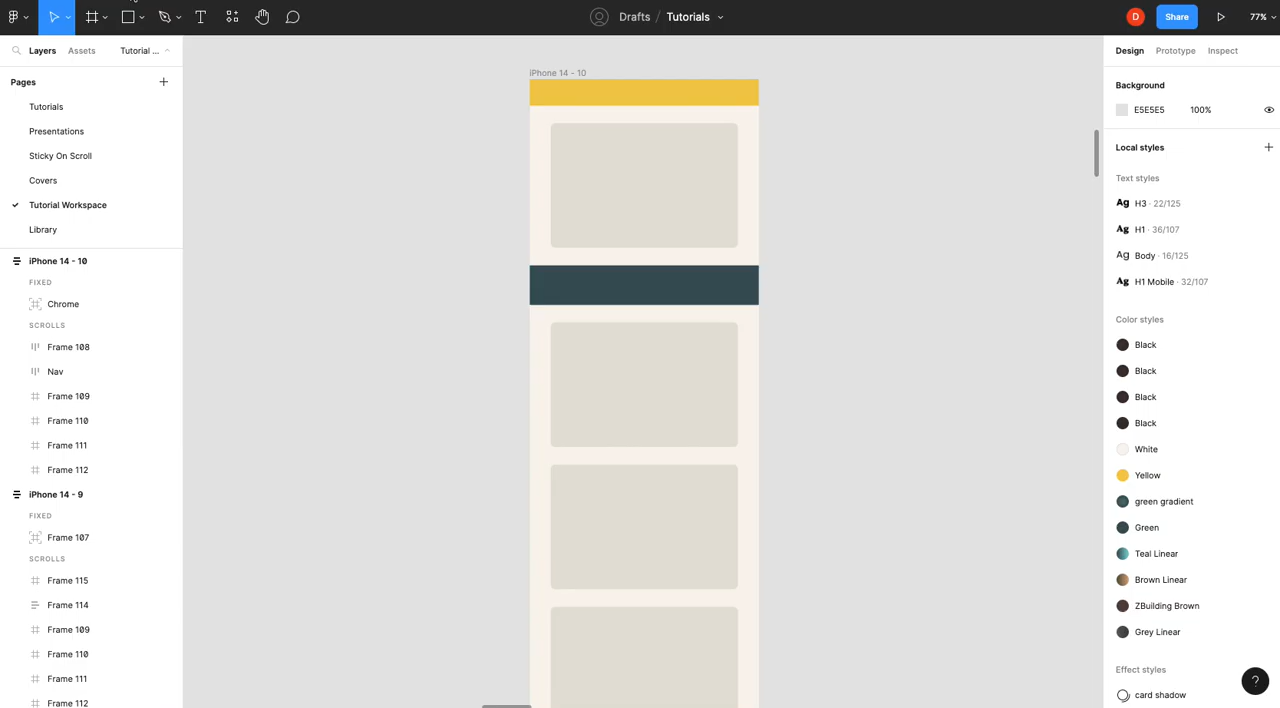 Drafts / Tutorials
D
Share
77%
Layers
Assets
Tutorial ...
Pages
Tutorials
Presentations
Sticky On Scroll
Covers
Tutorial Workspace
Library
iPhone 14 - 10
FIXED
Chrome
SCROLLS
Frame 108
Nav
Frame 109
Frame 110
Frame 111
Frame 112
iPhone 14 - 9
FIXED
Frame 107
SCROLLS
Frame 115
Frame 114
Frame 109
Frame 110
Frame 111
Frame 112
iPhone 14 - 10
Design
Prototype
Inspect
Background
E5E5E5
100%
Local styles
Text styles
Ag H3 · 22/125
Ag H1 · 36/107
Ag Body · 16/125
Ag H1 Mobile · 32/107
Color styles
Black
Black
Black
Black
White
Yellow
green gradient
Green
Teal Linear
Brown Linear
ZBuilding Brown
Grey Linear
Effect styles
card shadow
?